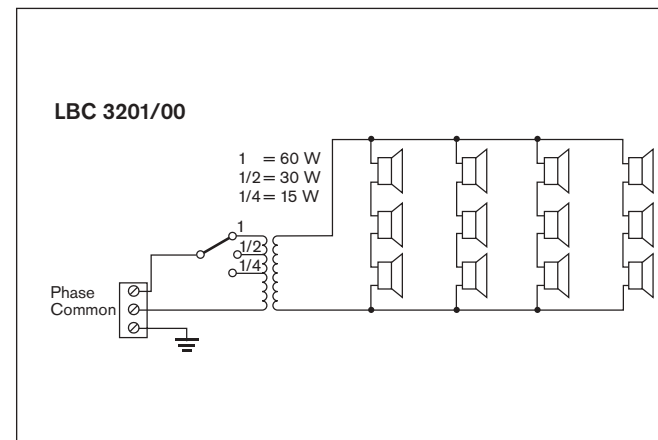 LBC 3201/00
1 = 60 W
1/2 = 30 W
1/4 = 15 W
1
1/2
1/4
Phase
Common